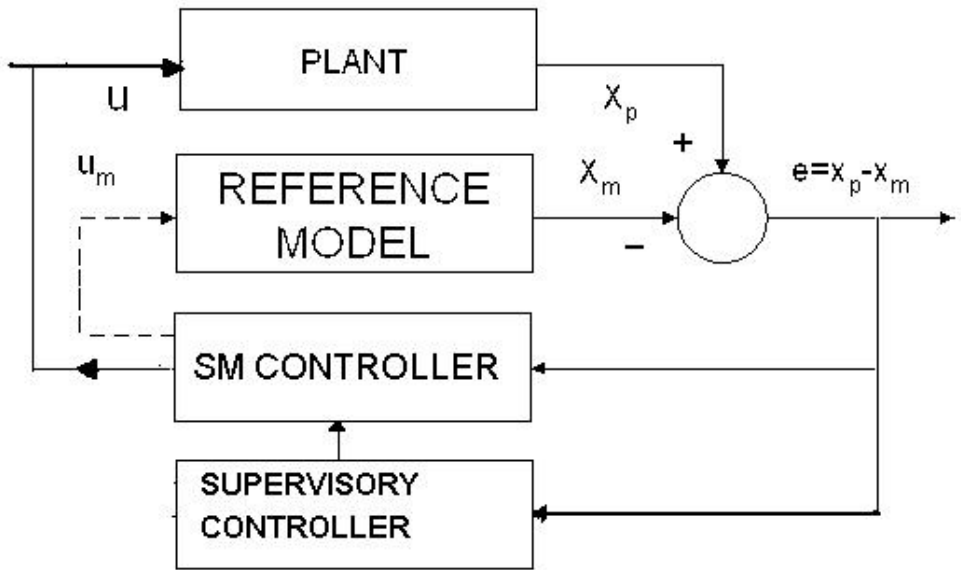 PLANT
u
X_p
+
u_m
REFERENCE
MODEL
X_m
−
e=x_p-x_m
SM CONTROLLER
SUPERVISORY
CONTROLLER